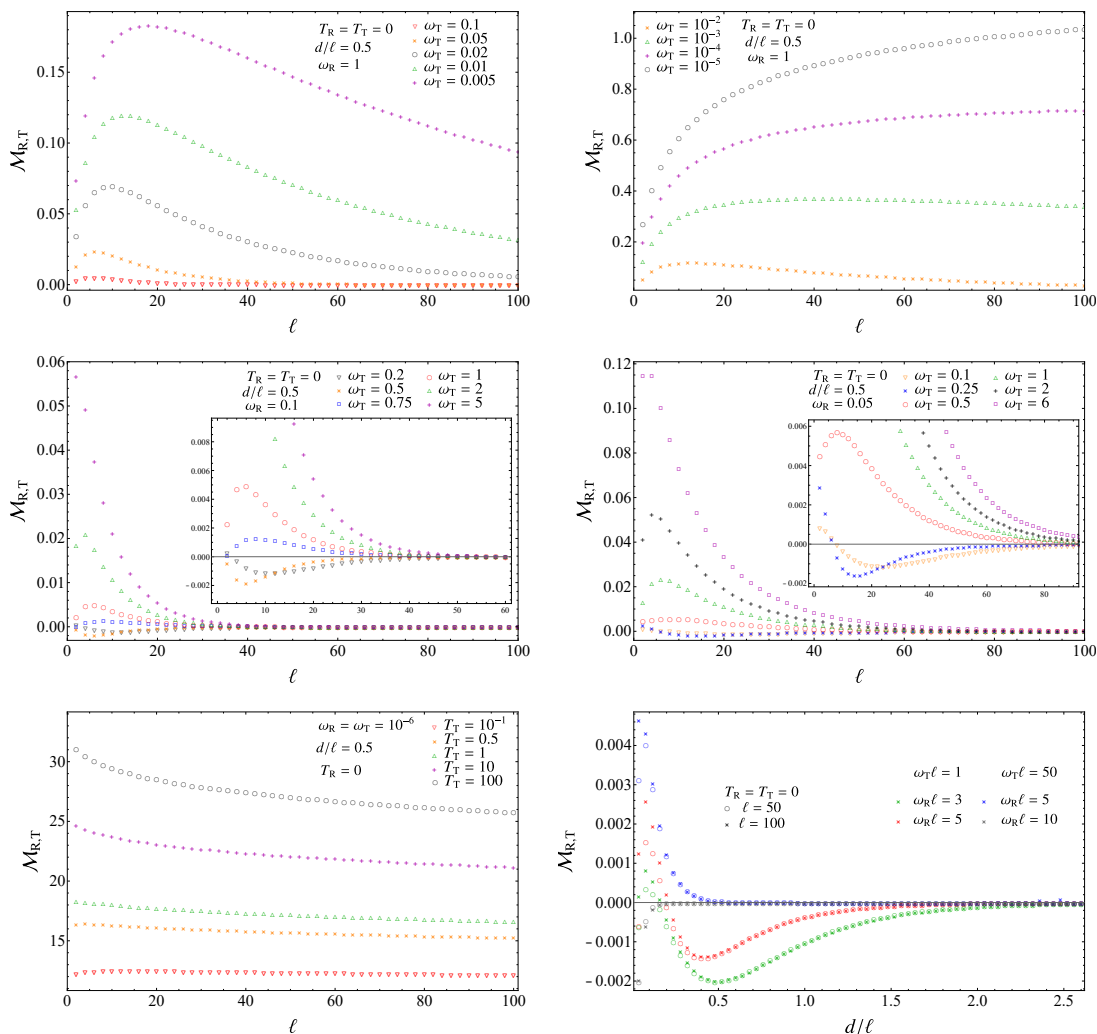 T_R = T_T = 0
d/ℓ = 0.5
ω_R = 1
ω_T = 0.1
ω_T = 0.05
ω_T = 0.02
ω_T = 0.01
ω_T = 0.005
0.15
0.10
0.05
0.00
M_R,T
0 20 40 60 80 100
ℓ
ω_T = 10^-2
ω_T = 10^-3
ω_T = 10^-4
ω_T = 10^-5
T_R = T_T = 0
d/ℓ = 0.5
ω_R = 1
1.0
0.8
0.6
0.4
0.2
M_R,T
0 20 40 60 80 100
ℓ
T_R = T_T = 0
d/ℓ = 0.5
ω_R = 0.1
ω_T = 0.2
ω_T = 0.5
ω_T = 0.75
ω_T = 1
ω_T = 2
ω_T = 5
0.06
0.05
0.04
0.03
0.02
0.01
0.00
M_R,T
0.008
0.006
0.004
0.002
0.000
-0.002
0 10 20 30 40 50 60
0 20 40 60 80 100
ℓ
T_R = T_T = 0
d/ℓ = 0.5
ω_R = 0.05
ω_T = 0.1
ω_T = 0.25
ω_T = 0.5
ω_T = 1
ω_T = 2
ω_T = 6
0.12
0.10
0.08
0.06
0.04
0.02
0.00
M_R,T
0.006
0.004
0.002
0.000
-0.002
0 20 40 60 80
0 20 40 60 80 100
ℓ
ω_R = ω_T = 10^-6
d/ℓ = 0.5
T_R = 0
T_T = 10^-1
T_T = 0.5
T_T = 1
T_T = 10
T_T = 100
30
25
20
15
M_R,T
0 20 40 60 80 100
ℓ
T_R = T_T = 0
ℓ = 50
ℓ = 100
ω_Tℓ = 1
ω_Rℓ = 3
ω_Rℓ = 5
ω_Tℓ = 50
ω_Rℓ = 5
ω_Rℓ = 10
0.004
0.003
0.002
0.001
0.000
-0.001
-0.002
M_R,T
0.5 1.0 1.5 2.0 2.5
d/ℓ